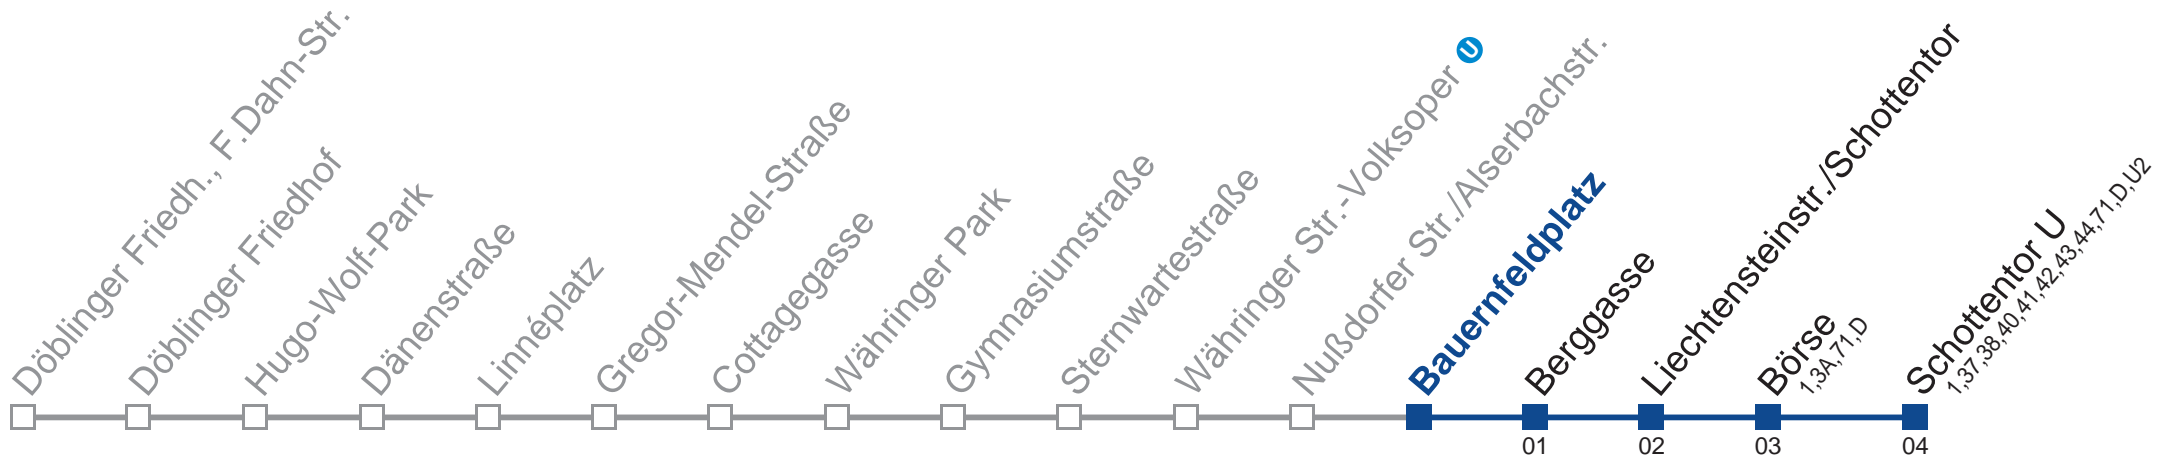 Döblinger Friedh., F.Dahn-Str.
Döblinger Friedhof
Hugo-Wolf-Park
Dänenstraße
Linnéplatz
Gregor-Mendel-Straße
Cottagegasse
Währinger Park
Gymnasiumstraße
Sternwartestraße
Währinger Str.-Volksoper U
Nußdorfer Str./Alserbachstr.
Bauernfeldplatz
Berggasse
Liechtensteinstr./Schottentor
Börse
1,3A,71,D
Schottentor U
1,37,38,40,41,42,43,44,71,D,U2
01
02
03
04